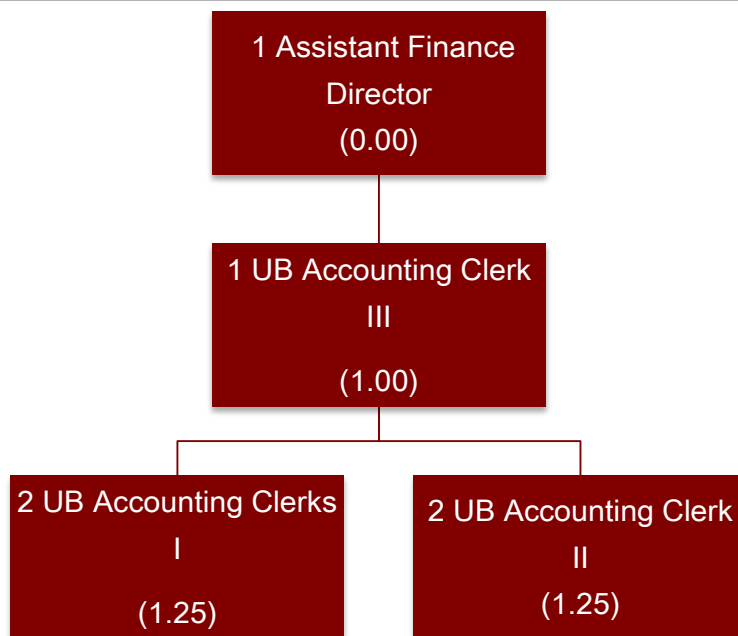 1 Assistant Finance
Director
(0.00)
1 UB Accounting Clerk
III
(1.00)
2 UB Accounting Clerks
I
(1.25)
2 UB Accounting Clerk
II
(1.25)